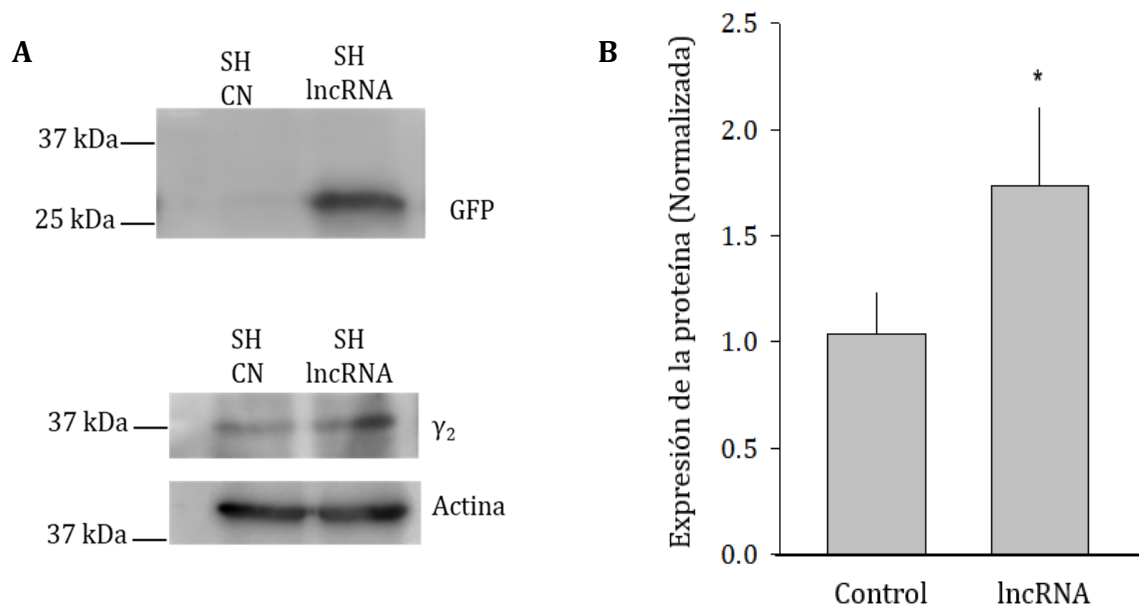 A
SH
CN
SH
lncRNA
37 kDa
25 kDa
GFP
SH
CN
SH
lncRNA
37 kDa
γ₂
Actina
37 kDa
B
Expresión de la proteína (Normalizada)
2.5
2.0
1.5
1.0
0.5
0.0
*
Control
lncRNA